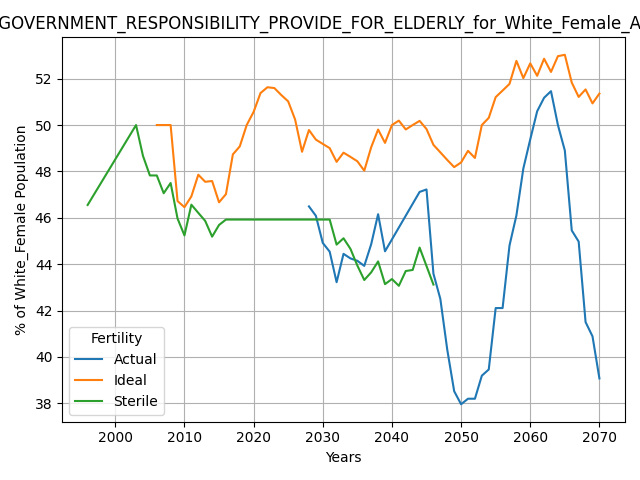 GOVERNMENT_RESPONSIBILITY_PROVIDE_FOR_ELDERLY_for_White_Female_A
% of White_Female Population
52
50
48
46
44
42
40
38
Fertility
Actual
Ideal
Sterile
2000 2010 2020 2030 2040 2050 2060 2070
Years